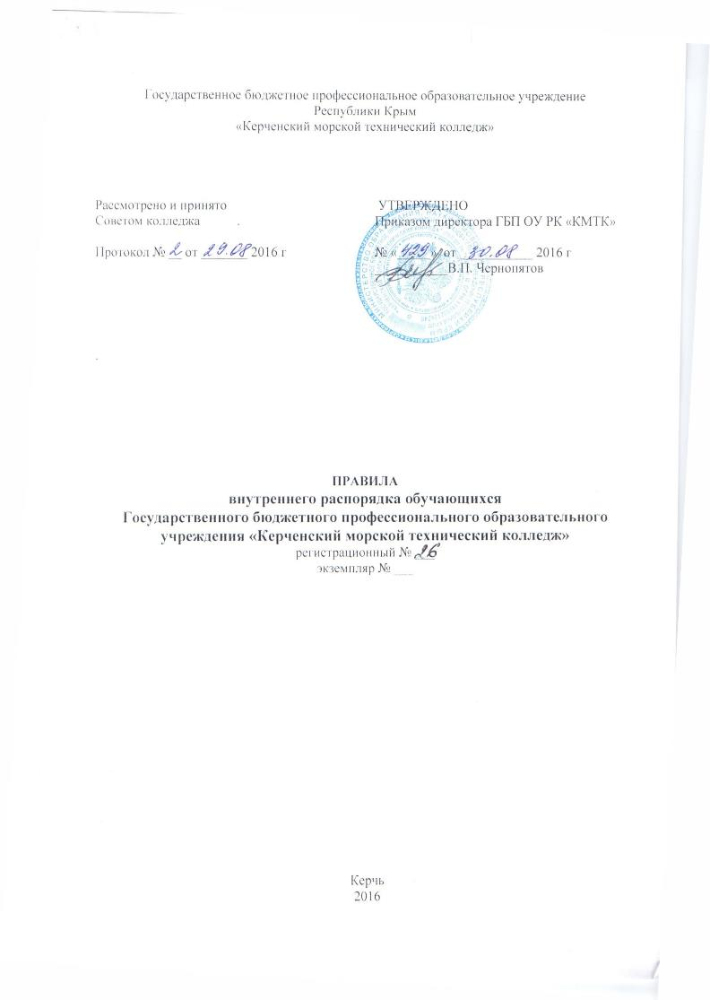 Государственное бюджетное профессиональное образовательное учреждение
Республики Крым
«Керченский морской технический колледж»
Рассмотрено и принято
Советом колледжа
Протокол № 2 от 29.08 2016 г
УТВЕРЖДЕНО
Приказом директора ГБП ОУ РК «КМТК»
№ «429» от 30.08 2016 г
В.П. Чернопятов
ПРАВИЛА
внутреннего распорядка обучающихся
Государственного бюджетного профессионального образовательного
учреждения «Керченский морской технический колледж»
регистрационный № 26
экземпляр № ___
Керчь
2016